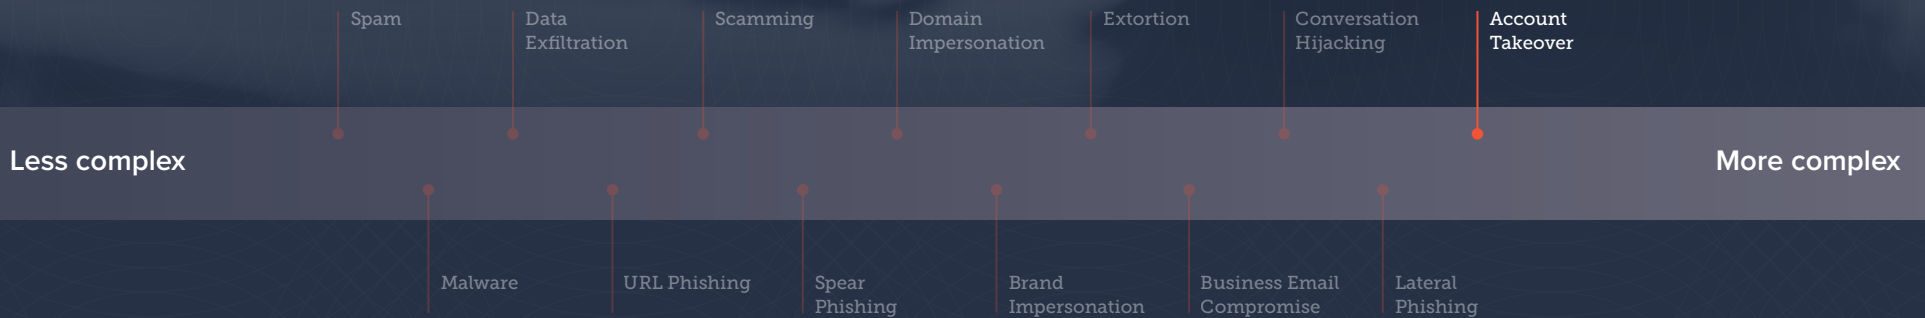 Spam
Data
Exfiltration
Scamming
Domain
Impersonation
Extortion
Conversation
Hijacking
Account
Takeover
Less complex
More complex
Malware
URL Phishing
Spear
Phishing
Brand
Impersonation
Business Email
Compromise
Lateral
Phishing